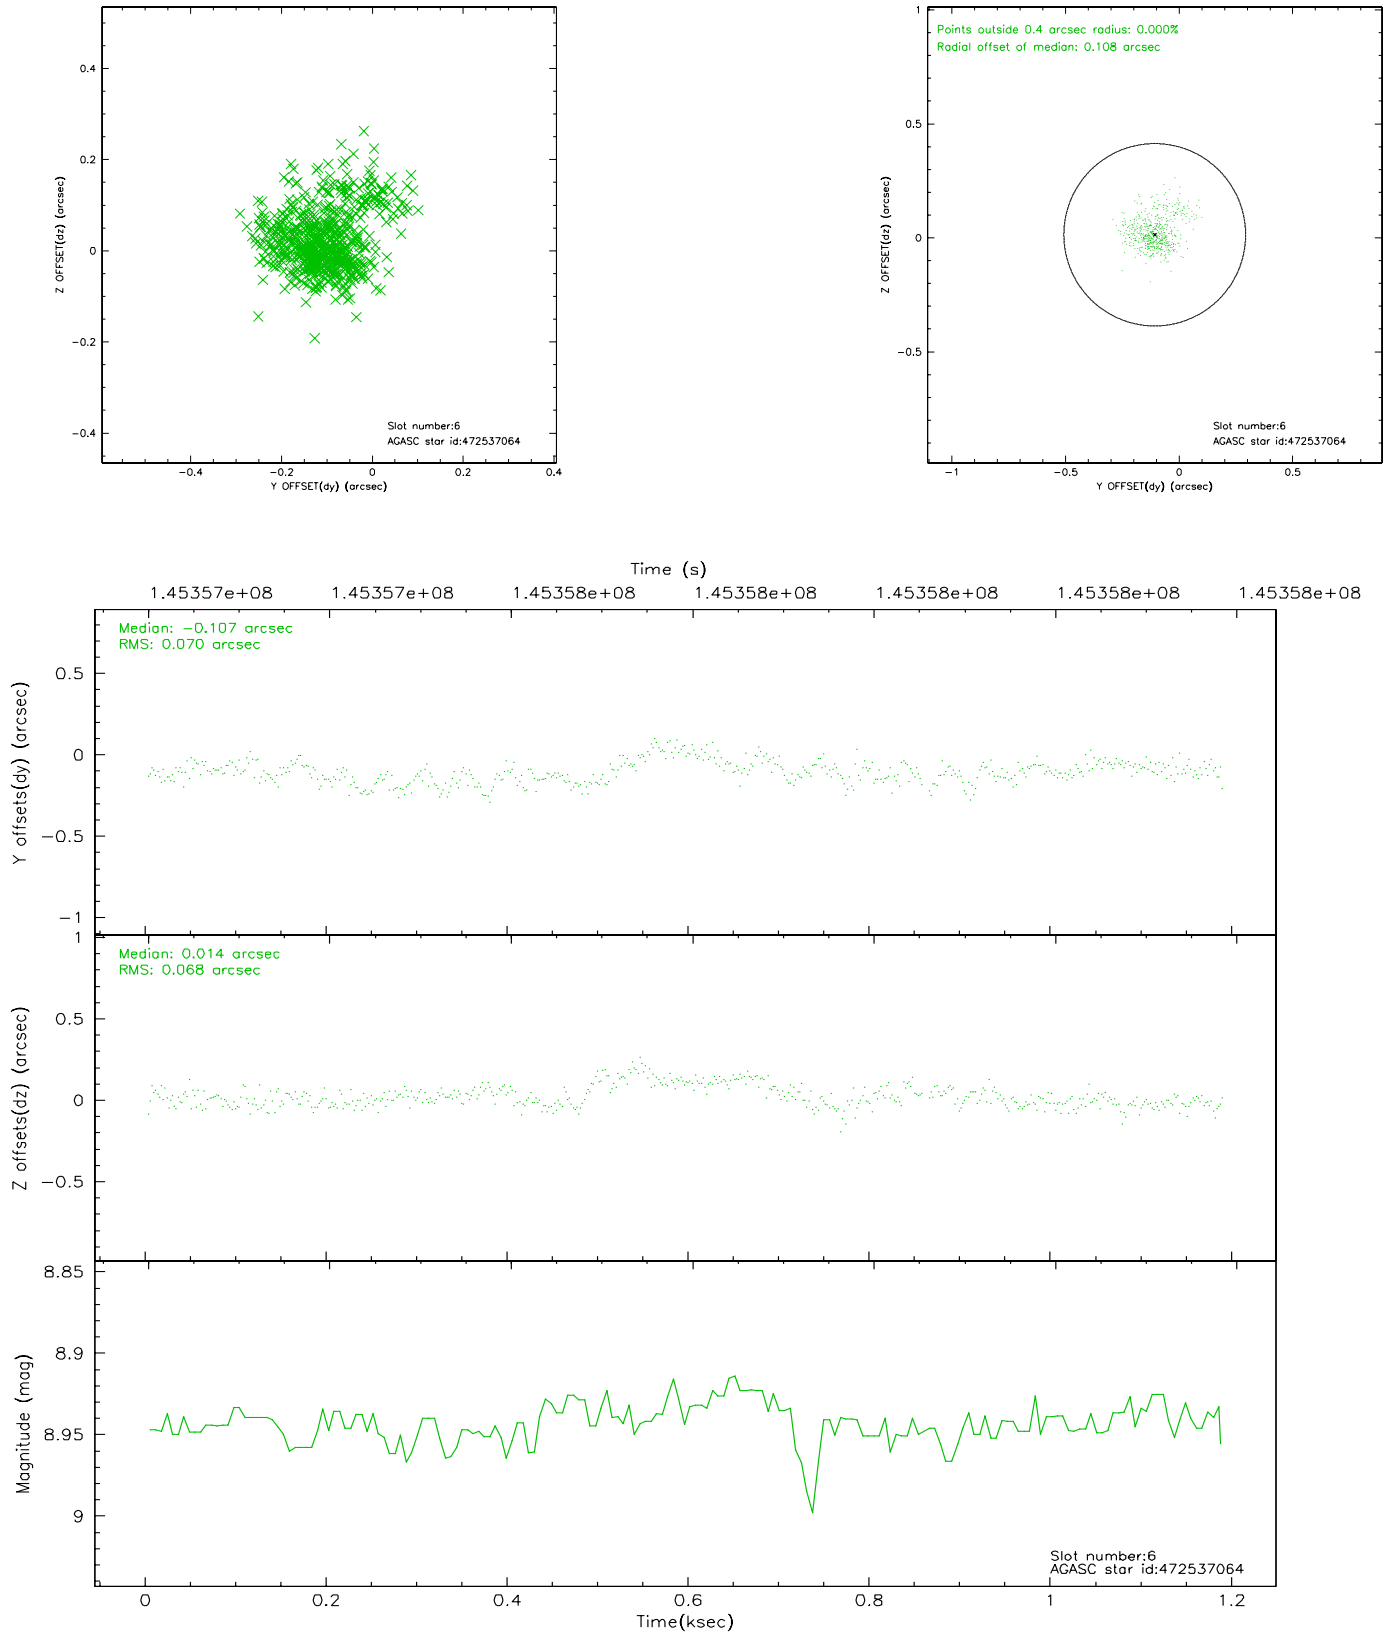 0.4
0.2
0
−0.2
−0.4
Z OFFSET(dz) (arcsec)
Slot number:6
AGASC star id:472537064
−0.4 −0.2 0 0.2 0.4
Y OFFSET(dy) (arcsec)
1
0.5
0
−0.5
Z OFFSET(dz) (arcsec)
Points outside 0.4 arcsec radius: 0.000%
Radial offset of median: 0.108 arcsec
Slot number:6
AGASC star id:472537064
−1 −0.5 0 0.5
Y OFFSET(dy) (arcsec)
Time (s)
1.45357e+08 1.45357e+08 1.45358e+08 1.45358e+08 1.45358e+08 1.45358e+08 1.45358e+08
Median: −0.107 arcsec
RMS: 0.070 arcsec
0.5
0
−0.5
−1
Y offsets(dy) (arcsec)
Median: 0.014 arcsec
RMS: 0.068 arcsec
1
0.5
0
−0.5
Z offsets(dz) (arcsec)
8.85
8.9
8.95
9
Magnitude (mag)
Slot number:6
AGASC star id:472537064
0 0.2 0.4 0.6 0.8 1 1.2
Time(ksec)